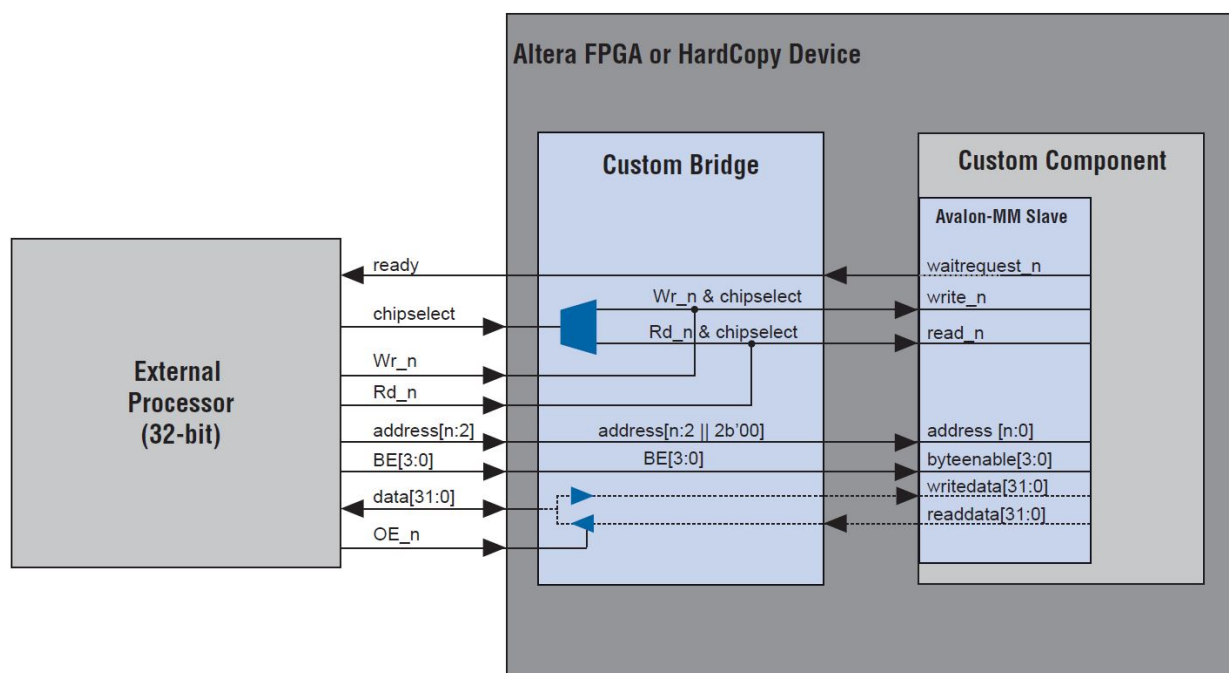 Altera FPGA or HardCopy Device
Custom Bridge
Custom Component
Avalon-MM Slave
External
Processor
(32-bit)
ready
waitrequest_n
chipselect
Wr_n & chipselect
write_n
Rd_n & chipselect
read_n
Wr_n
Rd_n
address[n:2]
address[n:2 || 2b'00]
address [n:0]
BE[3:0]
BE[3:0]
byteenable[3:0]
data[31:0]
writedata[31:0]
readdata[31:0]
OE_n